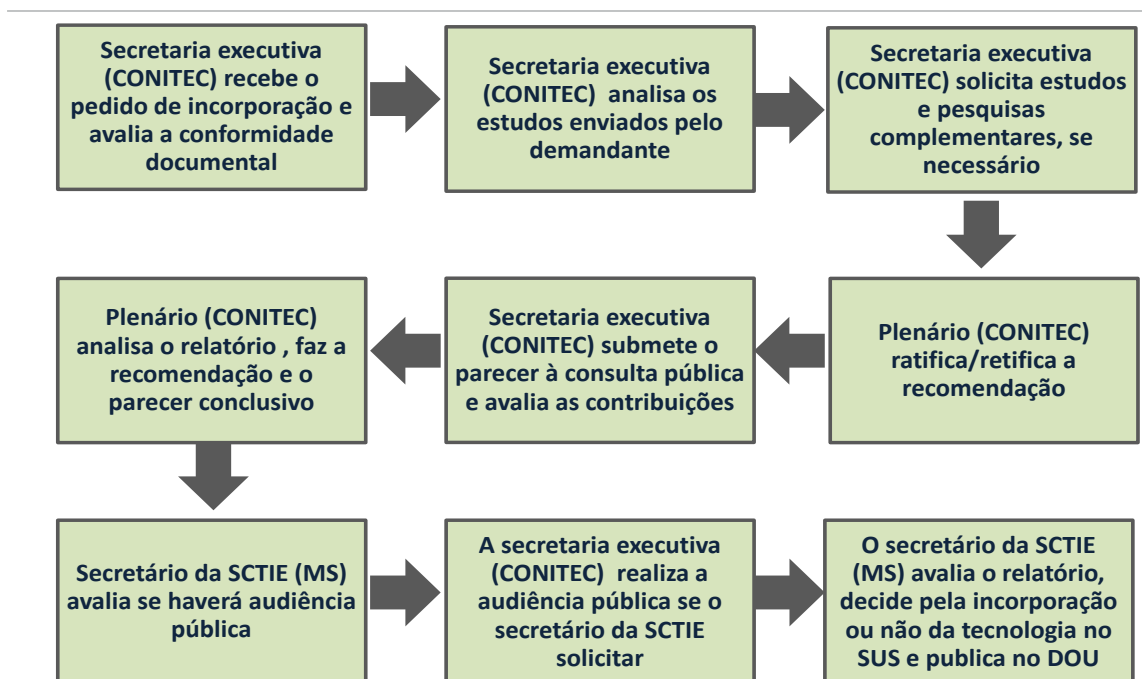 Secretaria executiva
(CONITEC) recebe o
pedido de incorporação e
avalia a conformidade
documental
Secretaria executiva
(CONITEC) analisa os
estudos enviados pelo
demandante
Secretaria executiva
(CONITEC) solicita estudos
e pesquisas
complementares, se
necessário
Plenário (CONITEC)
ratifica/retifica a
recomendação
Secretaria executiva
(CONITEC) submete o
parecer à consulta pública
e avalia as contribuições
Plenário (CONITEC)
analisa o relatório , faz a
recomendação e o
parecer conclusivo
Secretário da SCTIE (MS)
avalia se haverá audiência
pública
A secretaria executiva
(CONITEC) realiza a
audiência pública se o
secretário da SCTIE
solicitar
O secretário da SCTIE
(MS) avalia o relatório,
decide pela incorporação
ou não da tecnologia no
SUS e publica no DOU